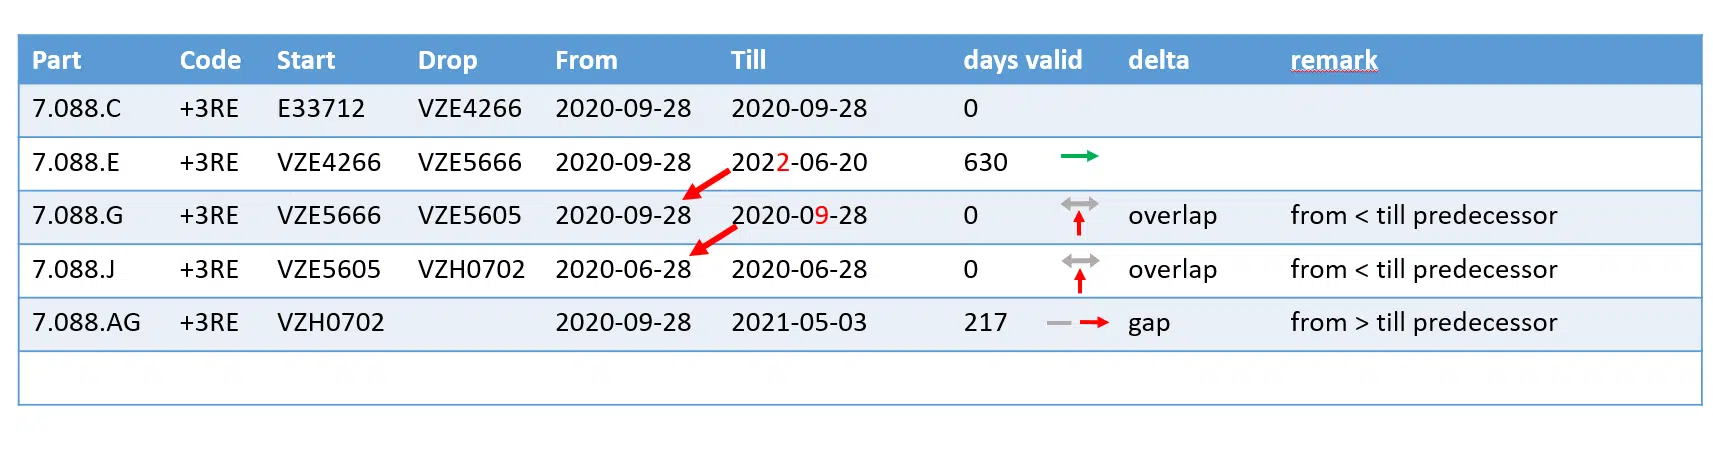 Part Code Start Drop From Till days valid delta remark
7.088.C +3RE E33712 VZE4266 2020-09-28 2020-09-28 0
7.088.E +3RE VZE4266 VZE5666 2020-09-28 2022-06-20 630
7.088.G +3RE VZE5666 VZE5605 2020-09-28 2020-09-28 0 overlap from < till predecessor
7.088.J +3RE VZE5605 VZH0702 2020-06-28 2020-06-28 0 overlap from < till predecessor
7.088.AG +3RE VZH0702 2020-09-28 2021-05-03 217 gap from > till predecessor